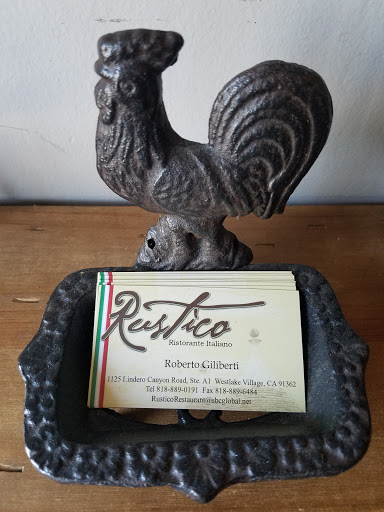 Rustico
Ristorante Italiano
Roberto Giliberti
1125 Lindero Canyon Road, Ste. A1 Westlake Village, CA 91362
Tel 818-889-0191 Fax 818-889-6484
RusticoRestaurant@sbcglobal.net